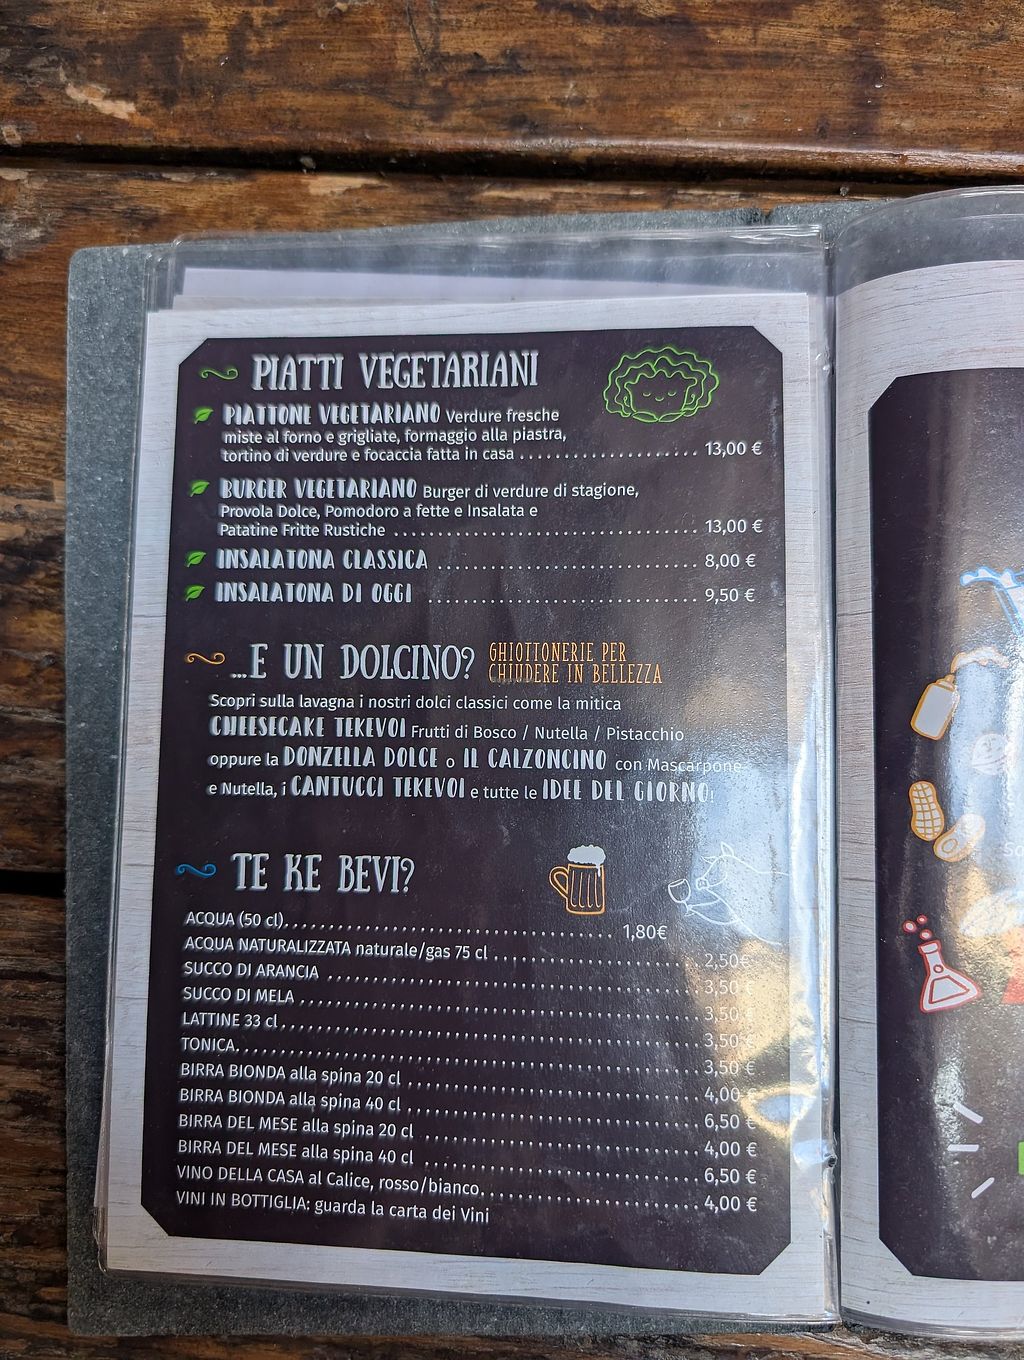 PIATTI VEGETARIANI
PIATTONE VEGETARIANO Verdure fresche
miste al forno e grigliate, formaggio alla piastra,
tortino di verdure e focaccia fatta in casa ..................... 13,00 €
BURGER VEGETARIANO Burger di verdure di stagione,
Provola Dolce, Pomodoro a fette e Insalata e
Patatine Fritte Rustiche ..................................... 13,00 €
INSALATONA CLASSICA ................................ 8,00 €
INSALATONA DI OGGI ................................. 9,50 €
...E UN DOLCINO? GHIOTTONERIE PER
CHIUDERE IN BELLEZZA
Scopri sulla lavagna i nostri dolci classici come la mitica
CHEESECAKE TEKEVOI Frutti di Bosco / Nutella / Pistacchio
oppure la DONZELLA DOLCE o IL CALZONCINO con Mascarpone
e Nutella, i CANTUCCI TEKEVOI e tutte le IDEE DEL GIORNO!
TE KE BEVI?
ACQUA (50 cl)........................................ 1,80€
ACQUA NATURALIZZATA naturale/gas 75 cl ......................... 2,50€
SUCCO DI ARANCIA ............................................ 3,50 €
SUCCO DI MELA ............................................... 3,50 €
LATTINE 33 cl................................................ 3,50 €
TONICA....................................................... 3,50 €
BIRRA BIONDA alla spina 20 cl ................................... 4,00 €
BIRRA BIONDA alla spina 40 cl ................................... 6,50 €
BIRRA DEL MESE alla spina 20 cl ................................. 4,00 €
BIRRA DEL MESE alla spina 40 cl ................................. 6,50 €
VINO DELLA CASA al Calice, rosso/bianco.......................... 4,00 €
VINI IN BOTTIGLIA: guarda la carta dei Vini